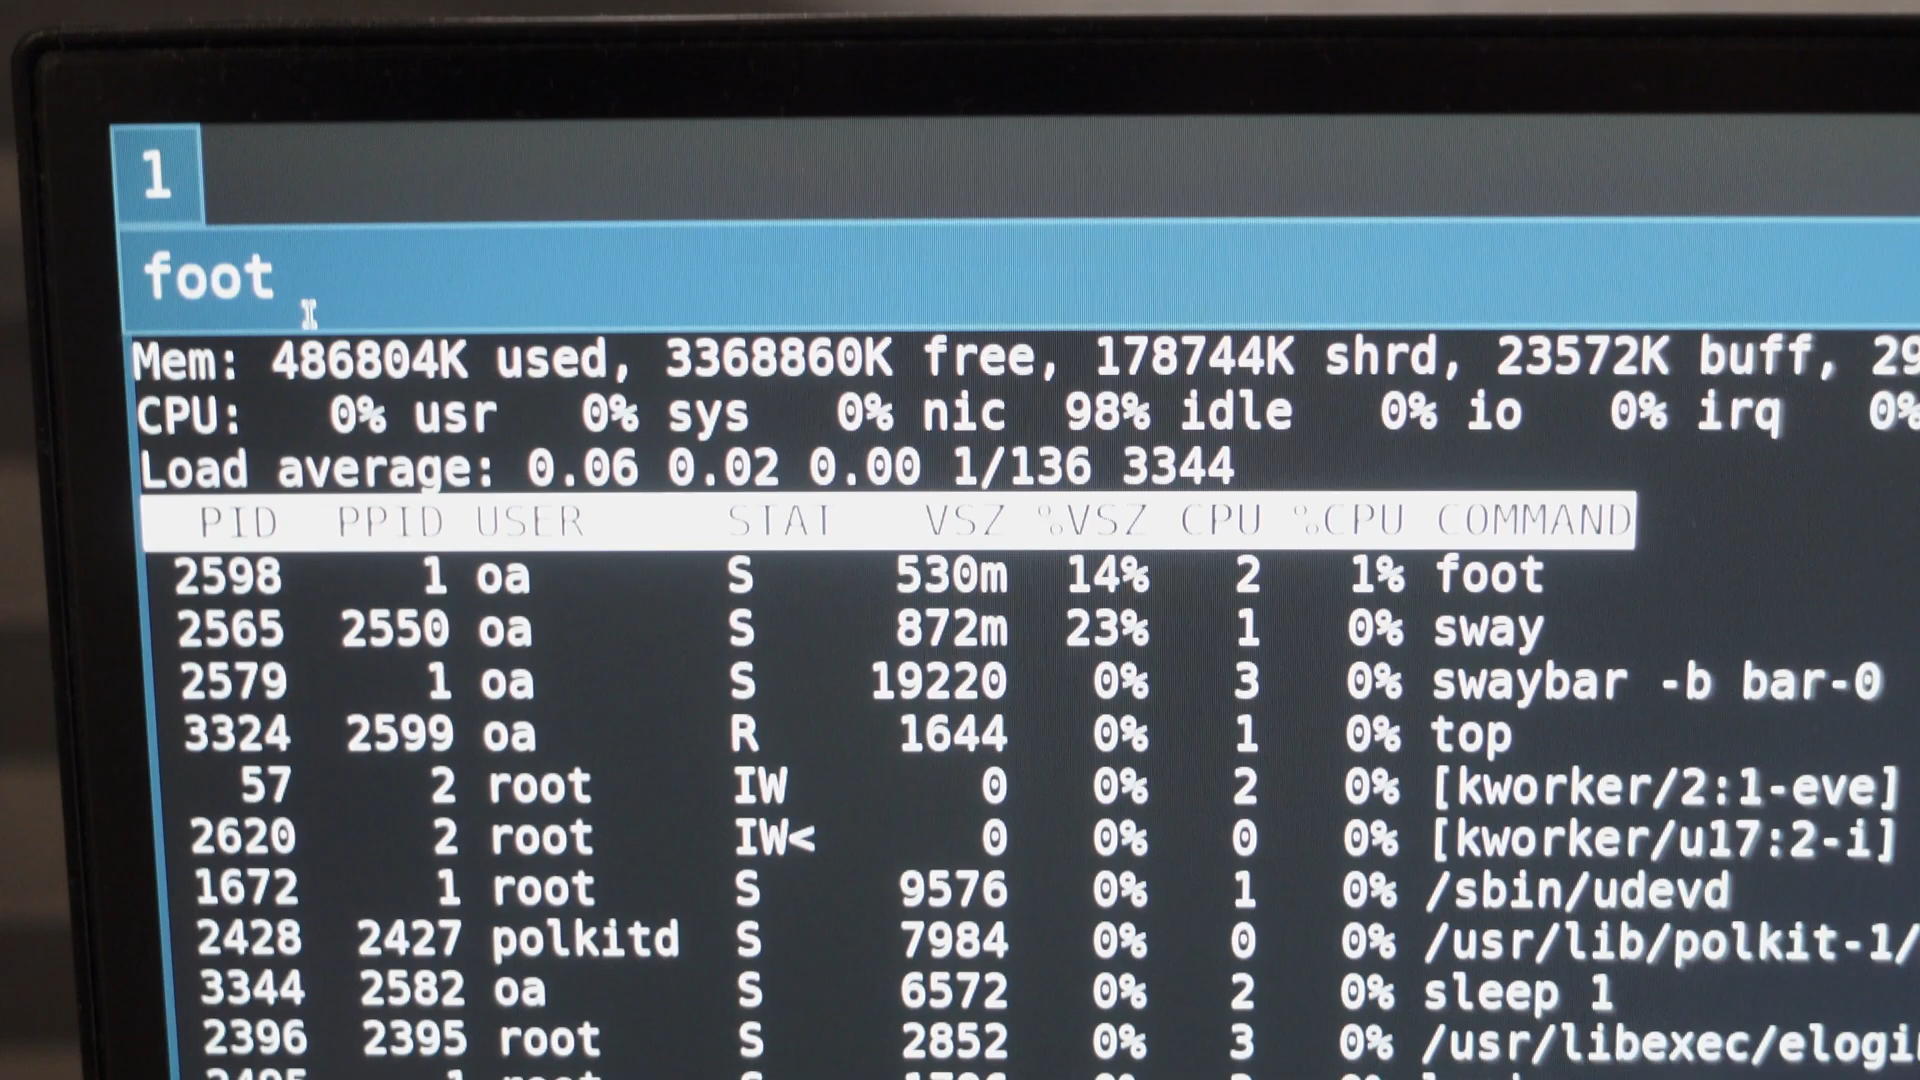 1
foot
Mem: 486804K used, 3368860K free, 178744K shrd, 23572K buff, 29
CPU: 0% usr 0% sys 0% nic 98% idle 0% io 0% irq 0%
Load average: 0.06 0.02 0.00 1/136 3344
PID PPID USER STAT VSZ %VSZ CPU %CPU COMMAND
2598 1 oa S 530m 14% 2 1% foot
2565 2550 oa S 872m 23% 1 0% sway
2579 1 oa S 19220 0% 3 0% swaybar -b bar-0
3324 2599 oa R 1644 0% 1 0% top
57 2 root IW 0 0% 2 0% [kworker/2:1-eve]
2620 2 root IW< 0 0% 0 0% [kworker/u17:2-i]
1672 1 root S 9576 0% 1 0% /sbin/udevd
2428 2427 polkitd S 7984 0% 0 0% /usr/lib/polkit-1/
3344 2582 oa S 6572 0% 2 0% sleep 1
2396 2395 root S 2852 0% 3 0% /usr/libexec/elogi